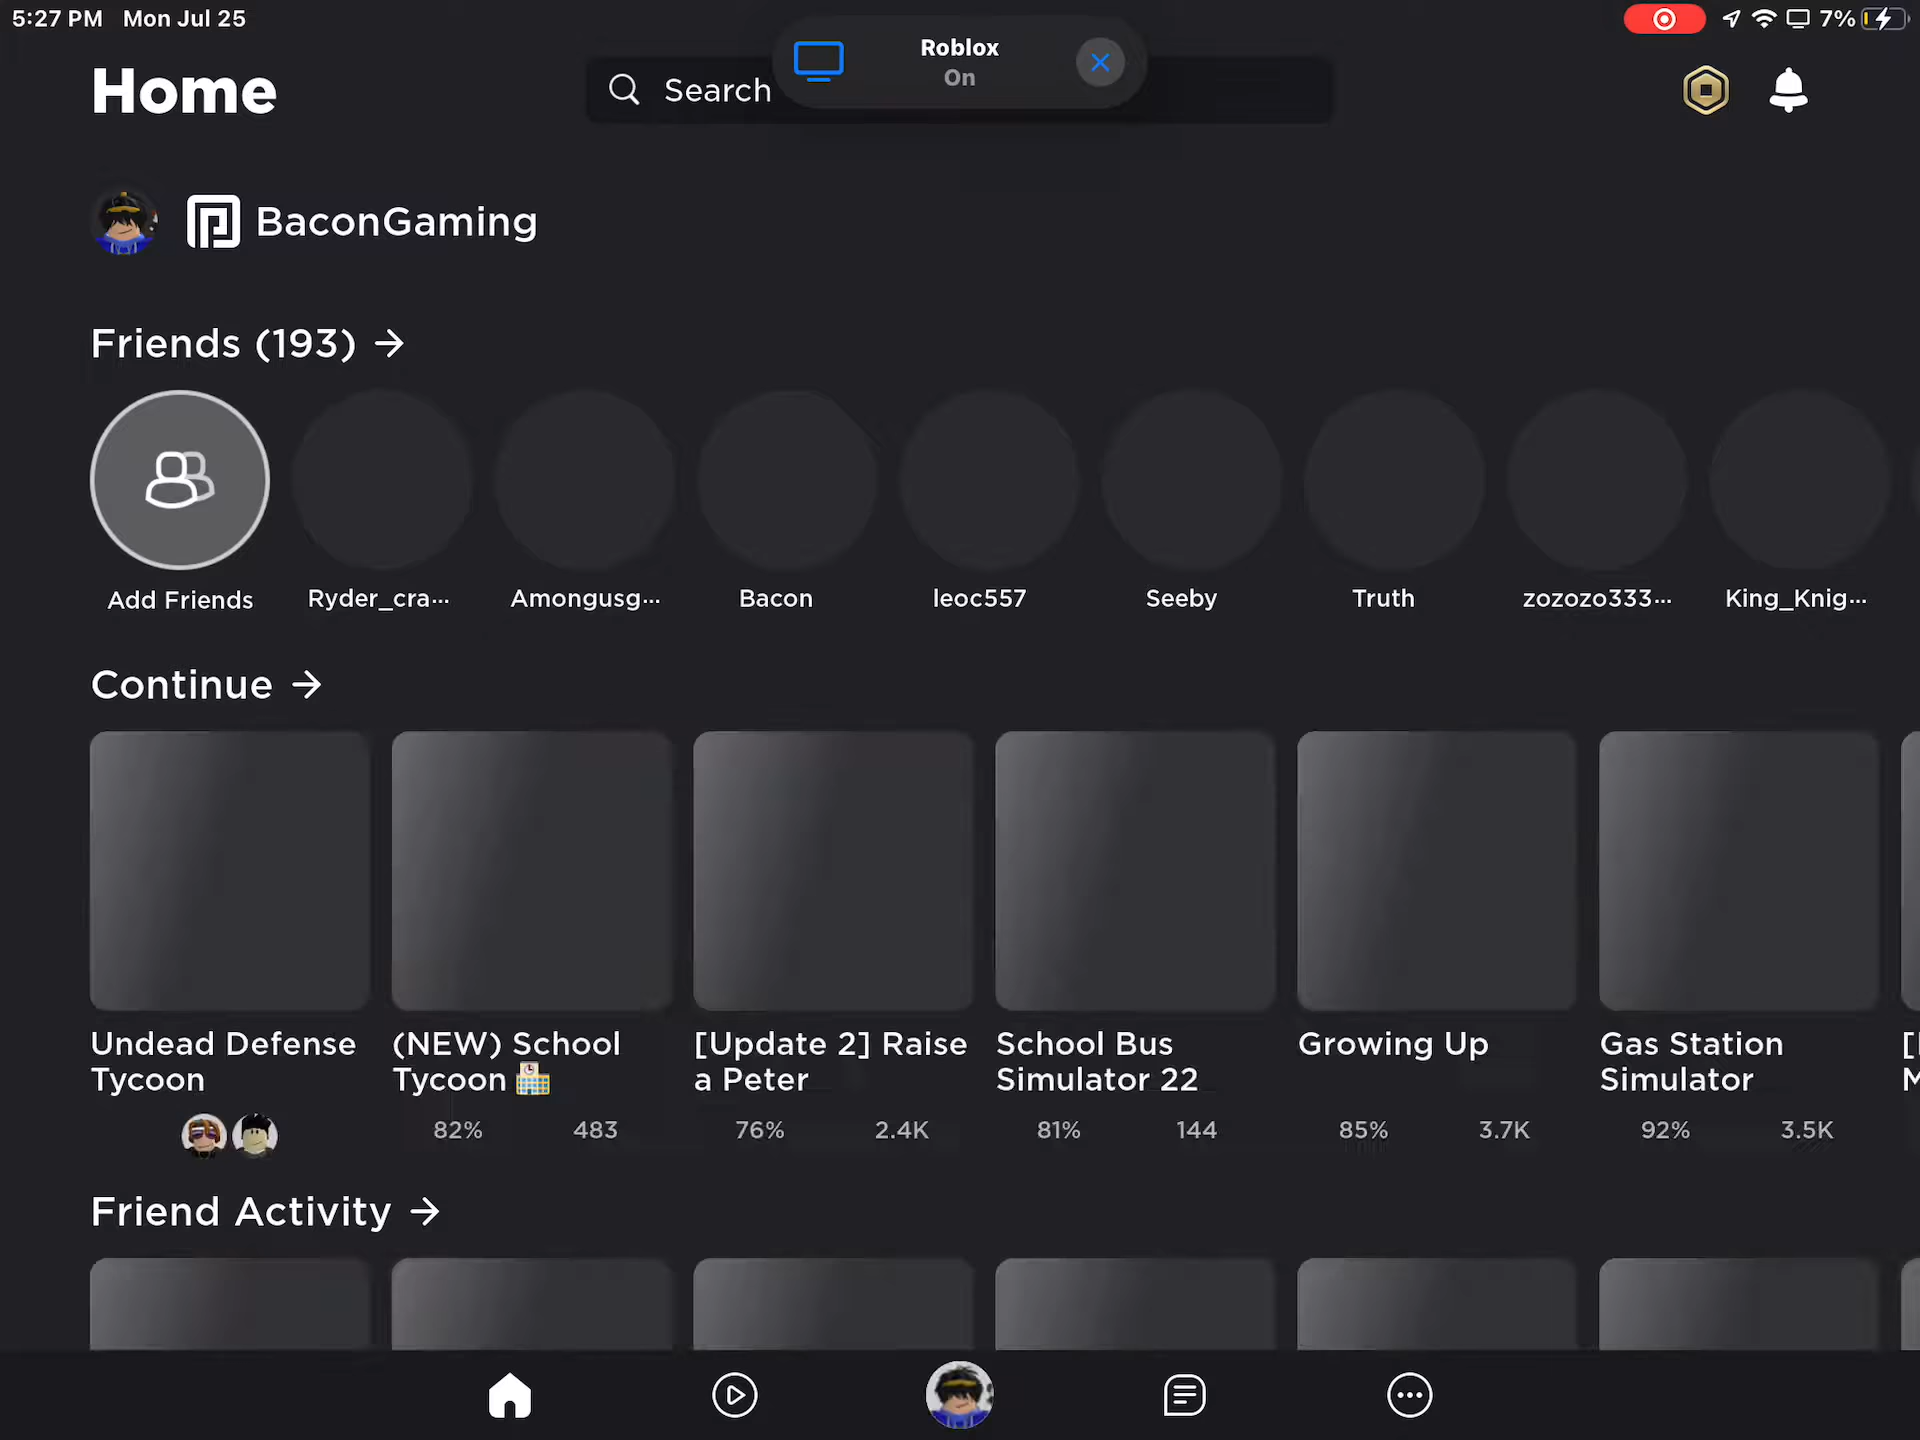 5:27 PM Mon Jul 25
7%
Roblox
On
Home
Search
BaconGaming
Friends (193) →
Add Friends
Ryder_cra...
Amongusg...
Bacon
leoc557
Seeby
Truth
zozozo333...
King_Knig...
Continue →
Undead Defense
Tycoon
(NEW) School
Tycoon 🏫
82% 483
[Update 2] Raise
a Peter
76% 2.4K
School Bus
Simulator 22
81% 144
Growing Up
85% 3.7K
Gas Station
Simulator
92% 3.5K
Friend Activity →